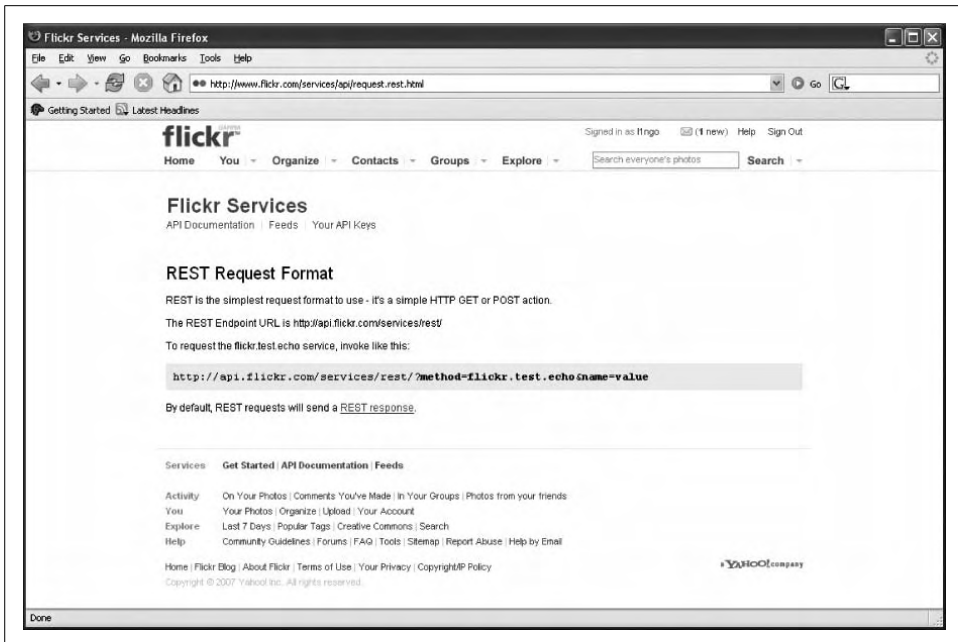 Flickr Services - Mozilla Firefox
File Edit View Go Bookmarks Tools Help
http://www.flickr.com/services/api/request.rest.html Go G
Getting Started Latest Headlines
flickr GAMMA
Signed in as l1ngo (1 new) Help Sign Out
Home You Organize Contacts Groups Explore Search everyone's photos Search
Flickr Services
API Documentation | Feeds | Your API Keys
REST Request Format
REST is the simplest request format to use - it's a simple HTTP GET or POST action.
The REST Endpoint URL is http://api.flickr.com/services/rest/
To request the flickr.test.echo service, invoke like this:
http://api.flickr.com/services/rest/?method=flickr.test.echo&name=value
By default, REST requests will send a REST response.
Services Get Started | API Documentation | Feeds
Activity On Your Photos | Comments You've Made | In Your Groups | Photos from your friends
You Your Photos | Organize | Upload | Your Account
Explore Last 7 Days | Popular Tags | Creative Commons | Search
Help Community Guidelines | Forums | FAQ | Tools | Sitemap | Report Abuse | Help by Email
Home | Flickr Blog | About Flickr | Terms of Use | Your Privacy | Copyright/IP Policy
a YAHOO! company
Copyright © 2007 Yahoo! Inc. All rights reserved.
Done